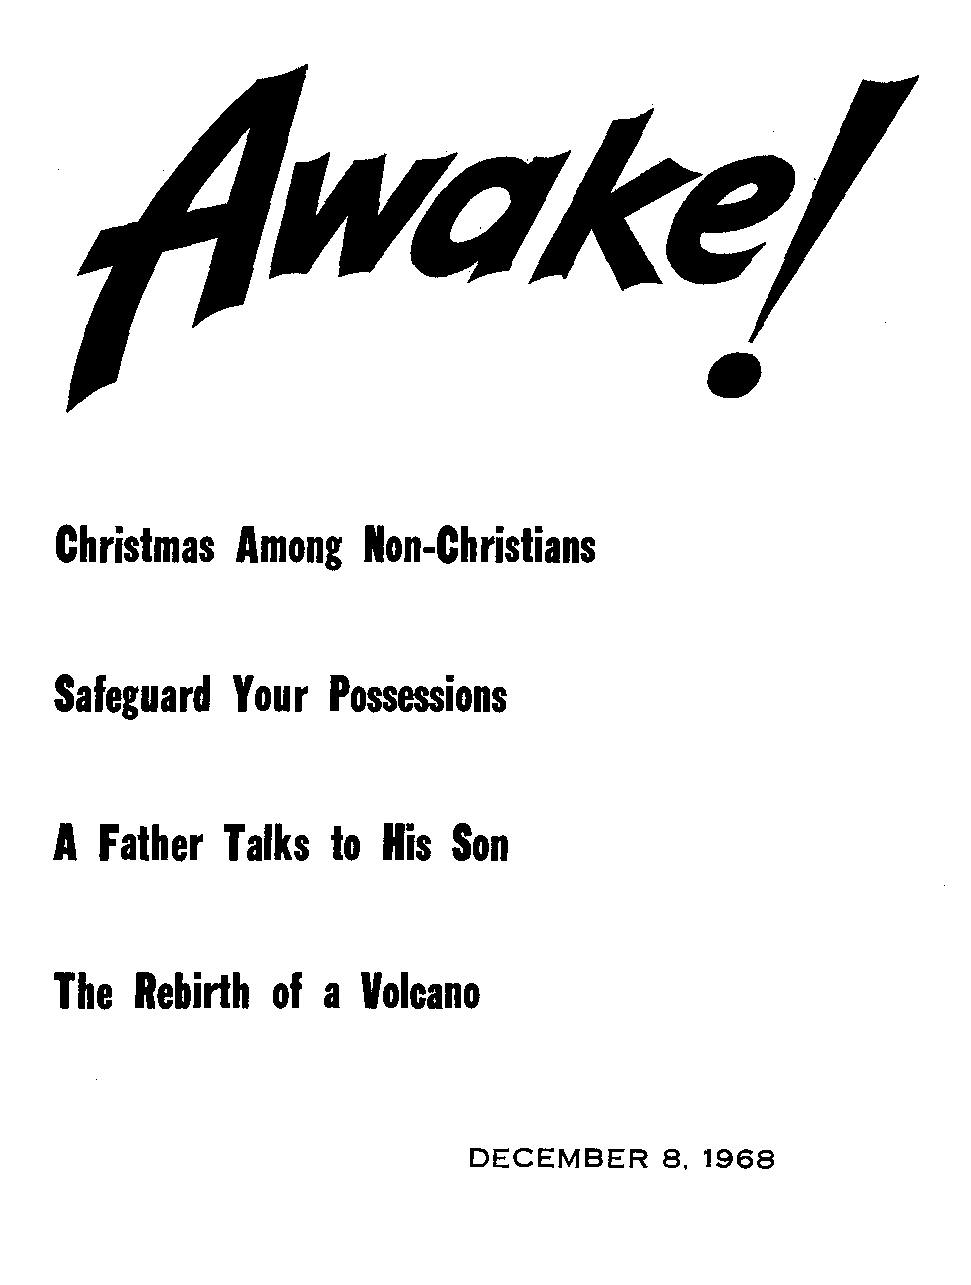 Awake!
Christmas Among Non-Christians
Safeguard Your Possessions
A Father Talks to His Son
The Rebirth of a Volcano
DECEMBER 8, 1968